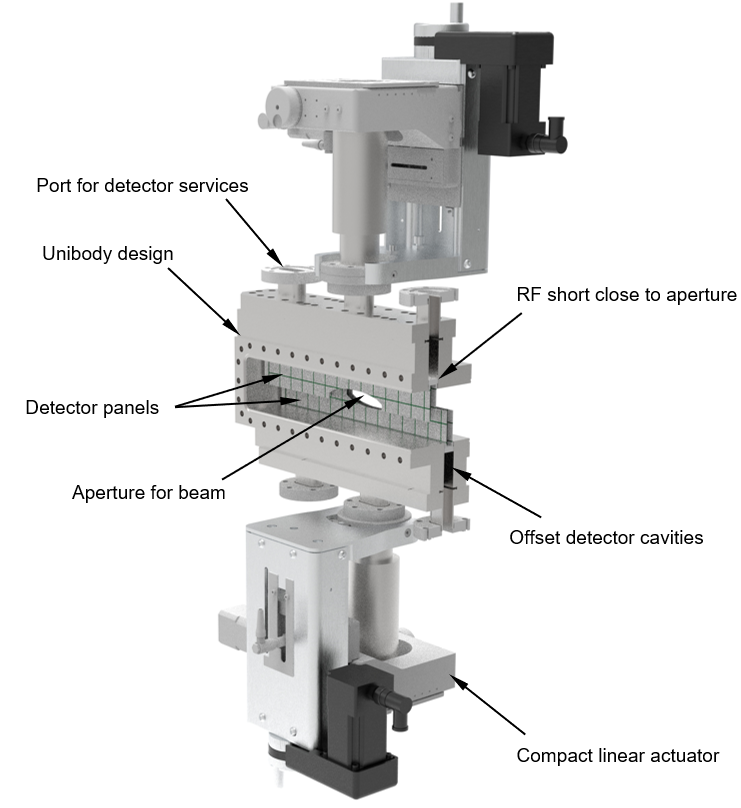 Port for detector services
Unibody design
RF short close to aperture
Detector panels
Aperture for beam
Offset detector cavities
Compact linear actuator